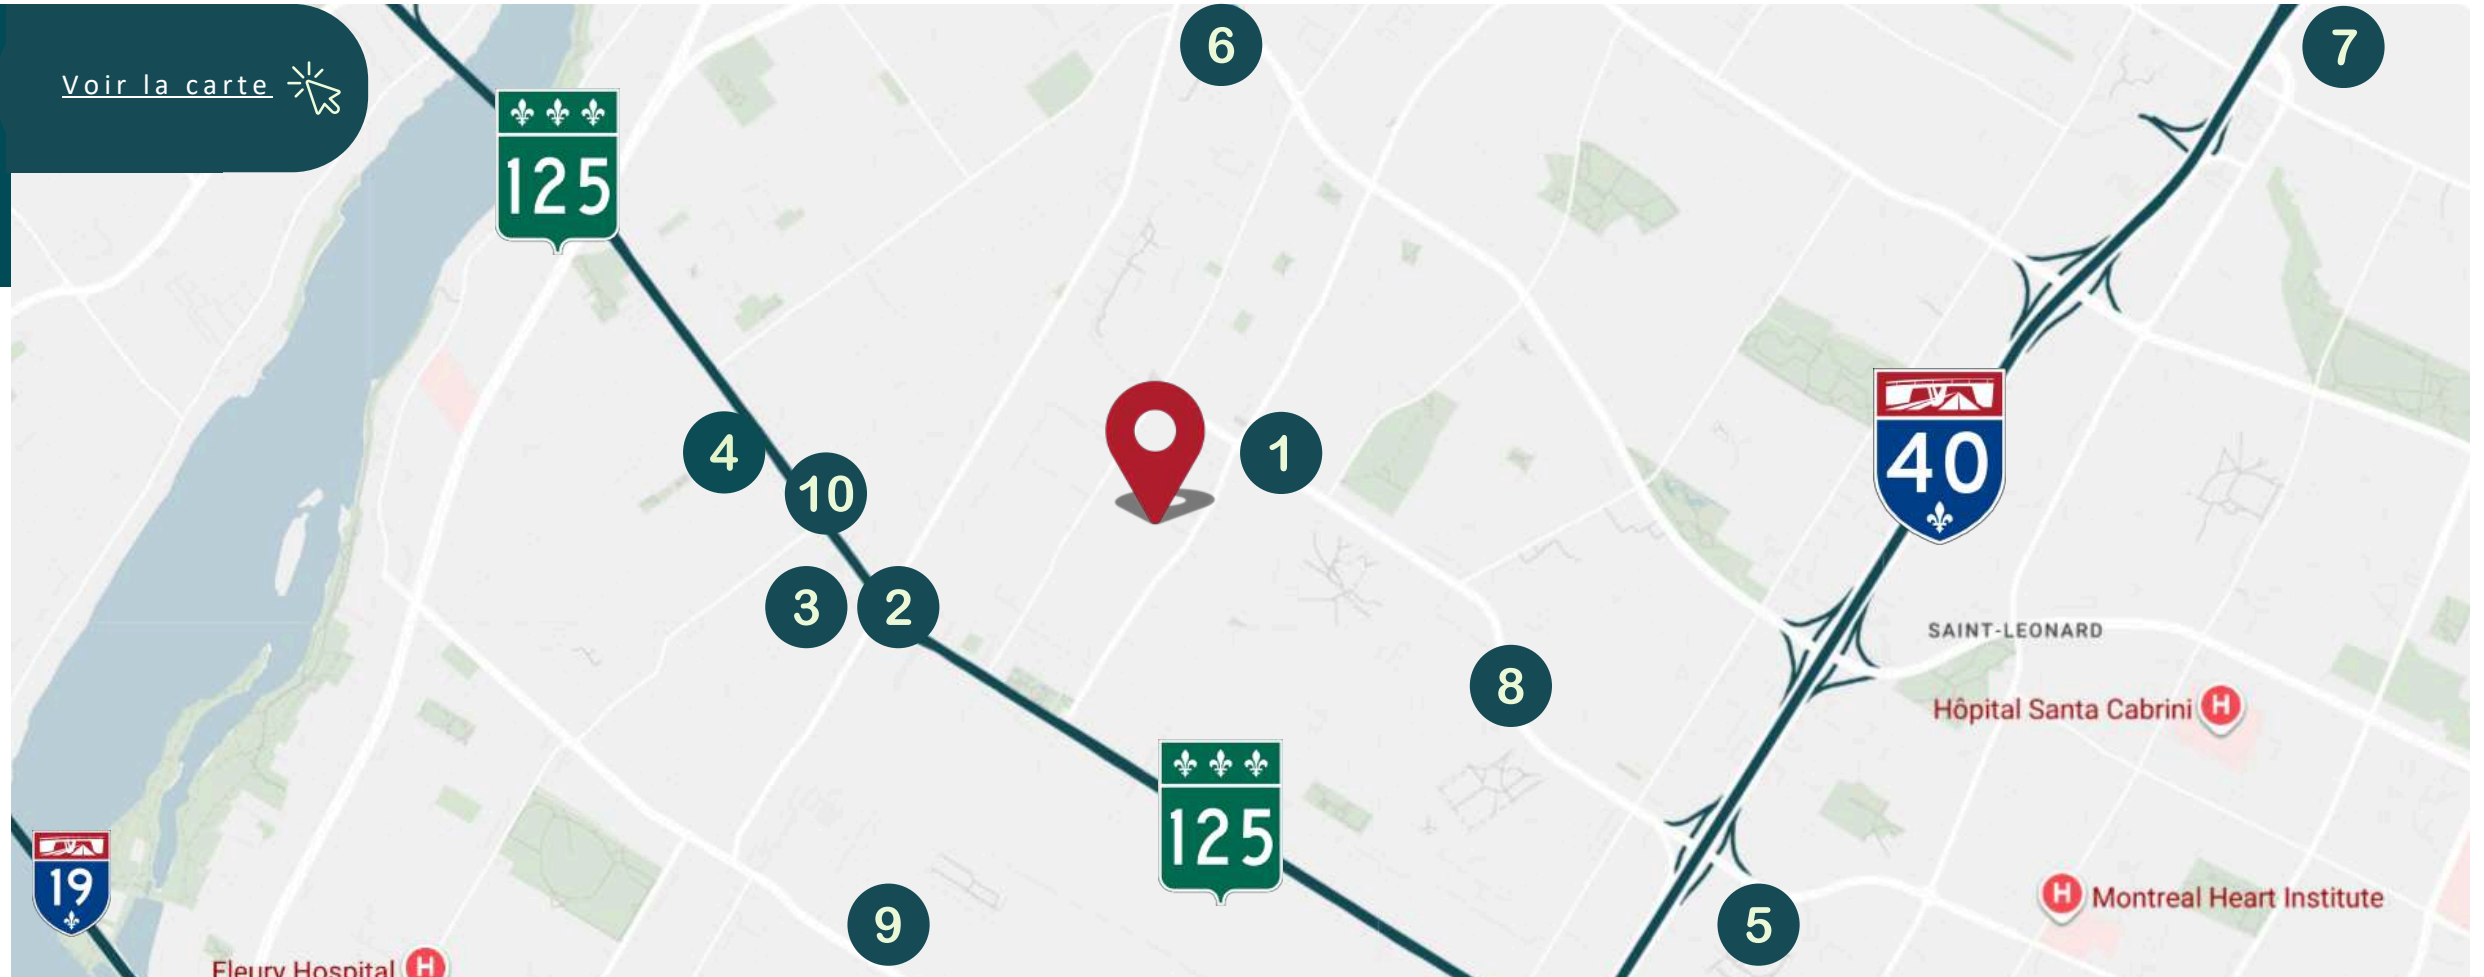 6
7
Voir la carte
125
4
1
10
40
3
2
SAINT-LEONARD
8
Hôpital Santa Cabrini H
125
19
H Montreal Heart Institute
9
5
Fleury Hospital H